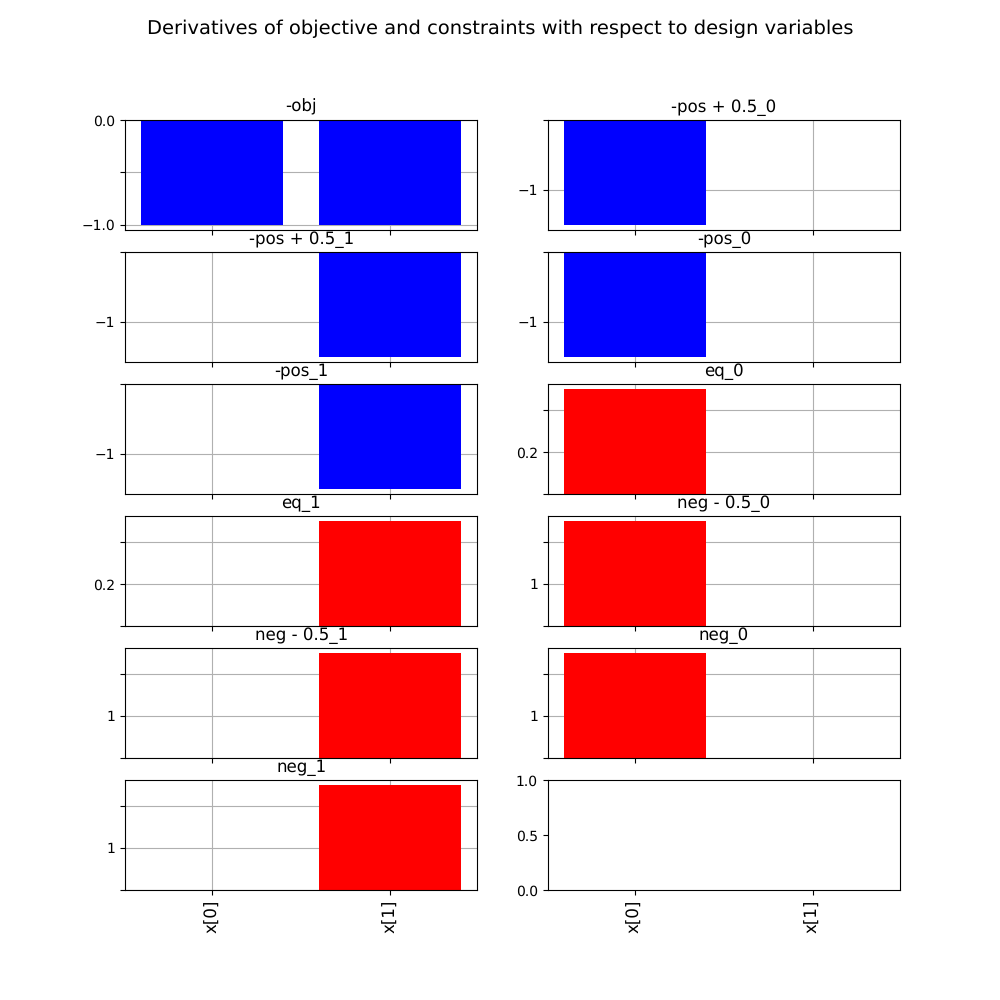 Derivatives of objective and constraints with respect to design variables
-obj
0.0
−1.0
-pos + 0.5_0
−1
-pos + 0.5_1
−1
-pos_0
−1
-pos_1
−1
eq_0
0.2
eq_1
0.2
neg - 0.5_0
1
neg - 0.5_1
1
neg_0
1
neg_1
1
x[0]
x[1]
1.0
0.5
0.0
x[0]
x[1]